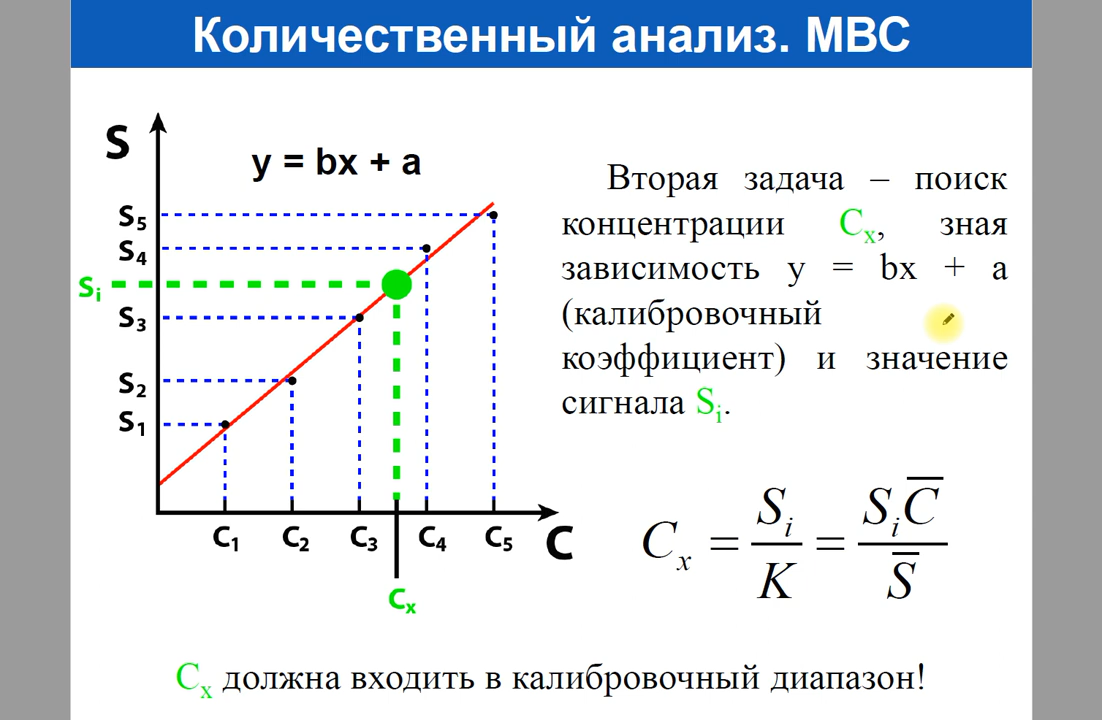 Количественный анализ. МВС
S
y = bx + a
S5
S4
Si
S3
S2
S1
C1 C2 C3 C4 C5 C
Cx
Вторая задача – поиск
концентрации Cx, зная
зависимость y = bx + a
(калибровочный
коэффициент) и значение
сигнала Si.
Cx = Si / K = Si C̅ / S̅
Cx должна входить в калибровочный диапазон!